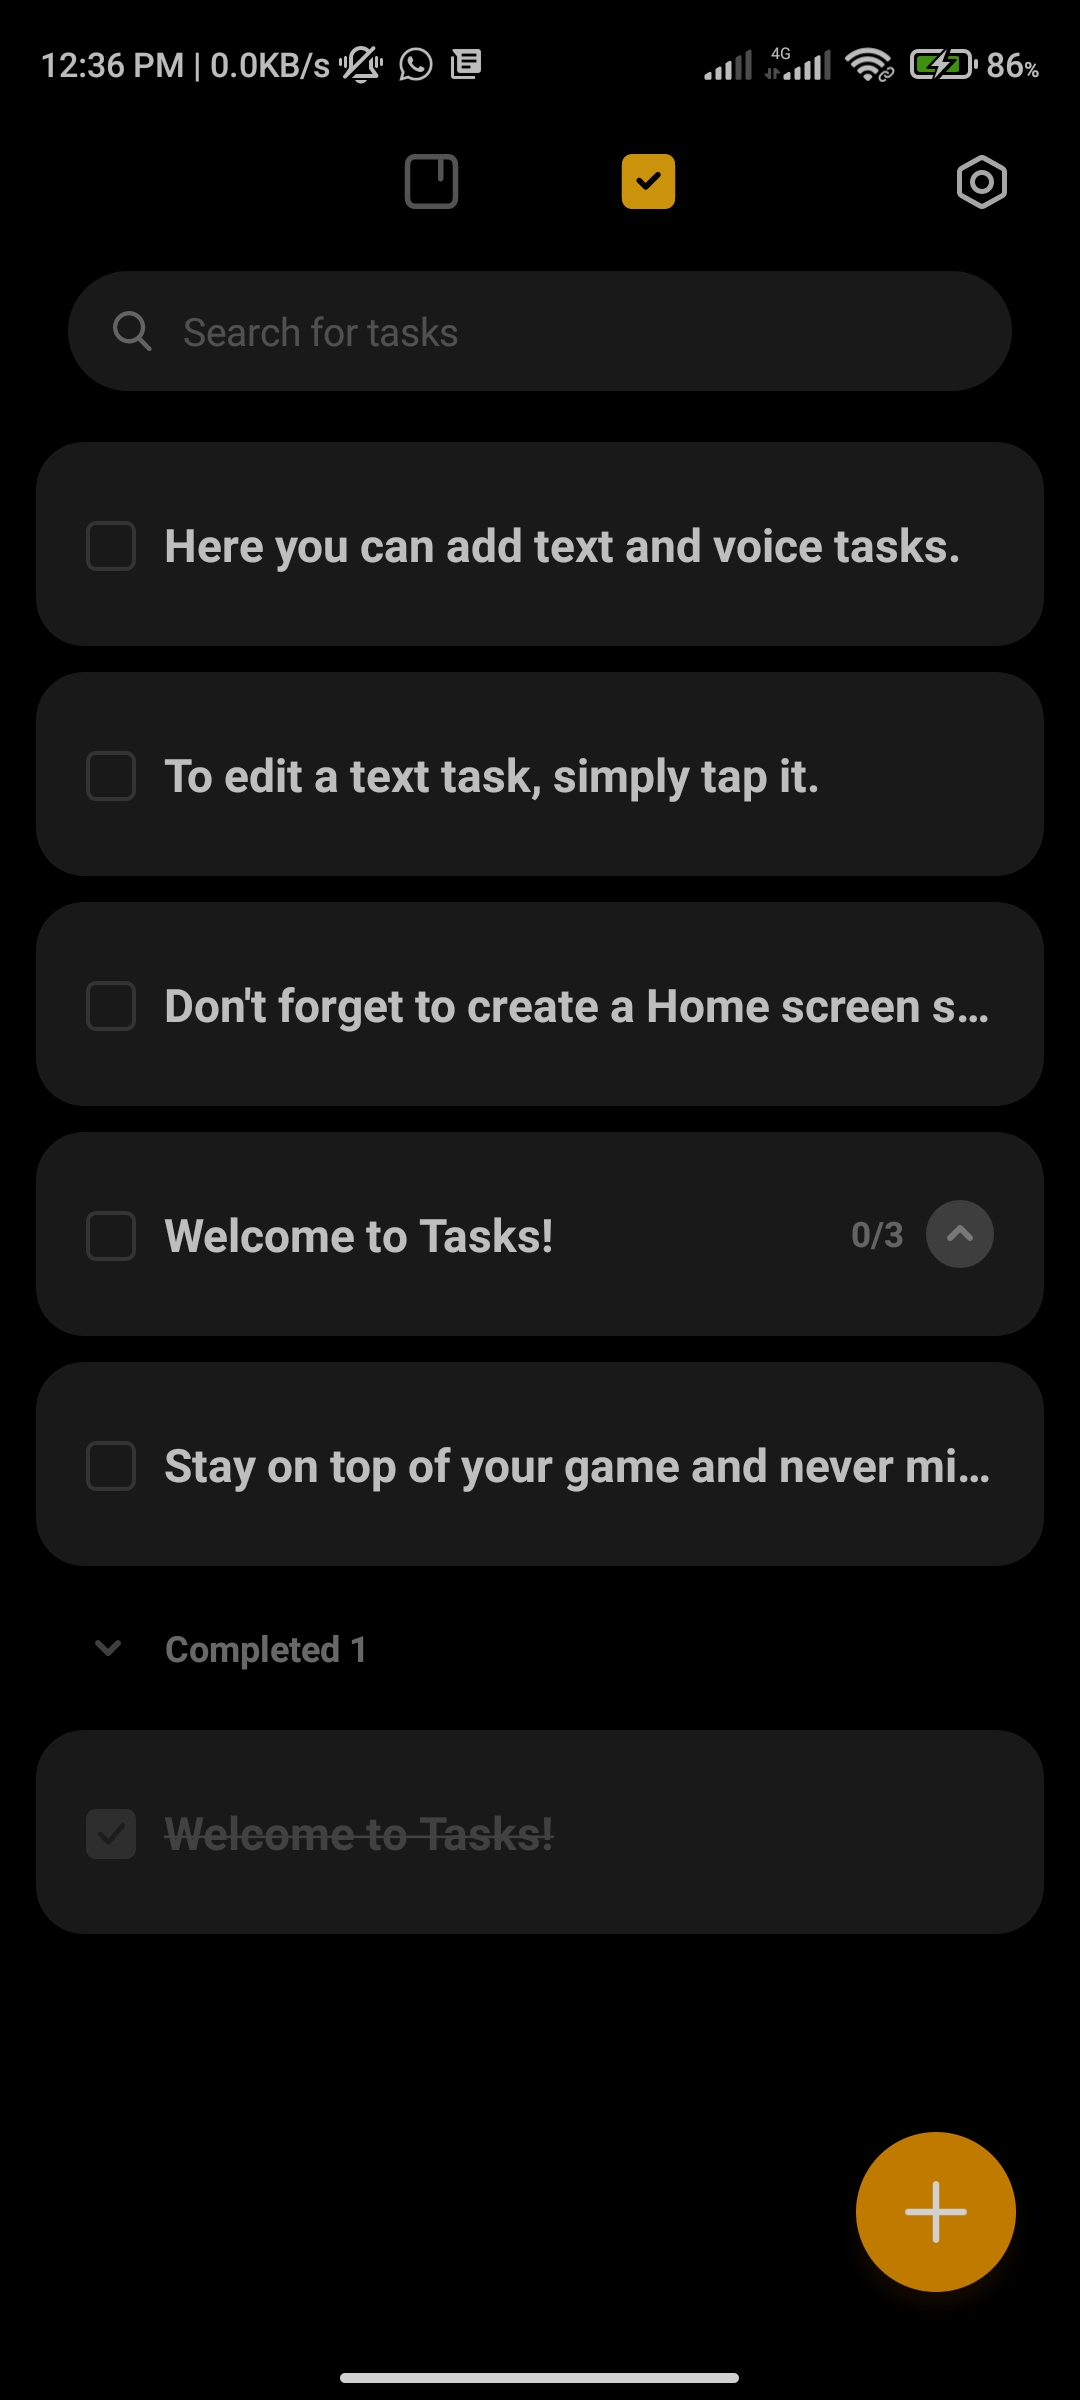 12:36 PM | 0.0KB/s 4G 86%
Search for tasks
Here you can add text and voice tasks.
To edit a text task, simply tap it.
Don't forget to create a Home screen s...
Welcome to Tasks! 0/3
Stay on top of your game and never mi...
Completed 1
Welcome to Tasks!